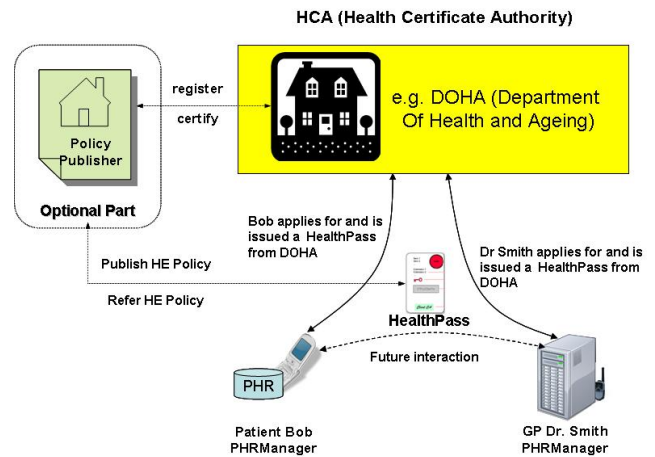 HCA (Health Certificate Authority)
register
certify
e.g. DOHA (Department
Of Health and Ageing)
Policy
Publisher
Optional Part
Bob applies for and is
issued a HealthPass
from DOHA
Dr Smith applies for and is
issued a HealthPass from
DOHA
Publish HE Policy
Refer HE Policy
HealthPass
Future interaction
PHR
Patient Bob
PHRManager
GP Dr. Smith
PHRManager